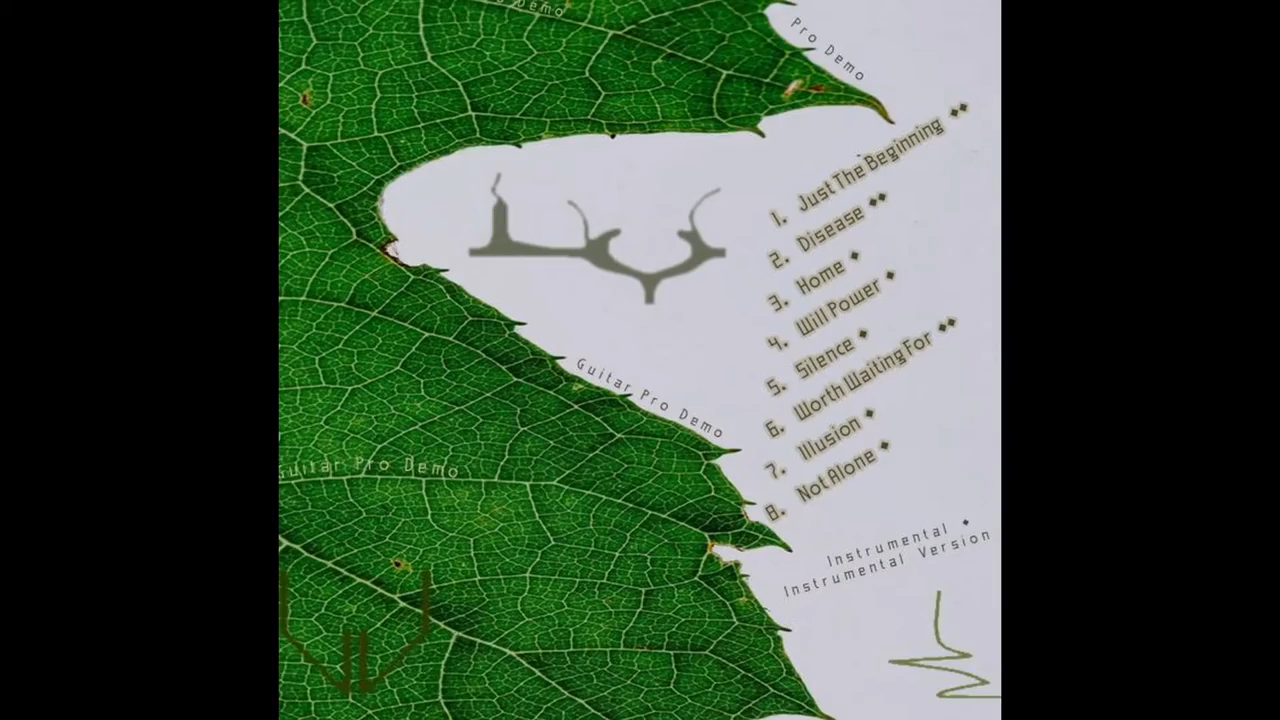 Demo
Pro Demo
1. Just The Beginning ◆◆
2. Disease ◆◆
3. Home ◆
4. Will Power ◆
5. Silence ◆
6. Worth Waiting For ◆◆
7. Illusion ◆
8. Not Alone ◆
Guitar Pro Demo
Guitar Pro Demo
Instrumental ◆
Instrumental Version